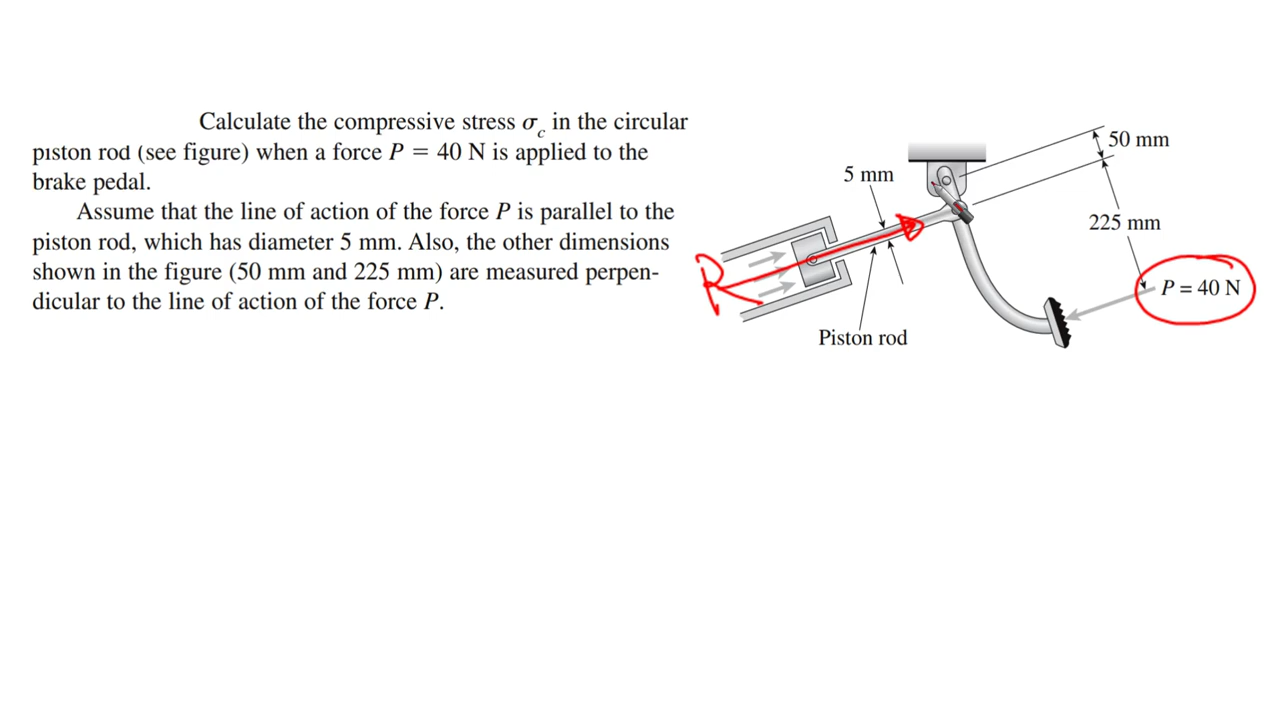 Calculate the compressive stress σc in the circular
piston rod (see figure) when a force P = 40 N is applied to the
brake pedal.
Assume that the line of action of the force P is parallel to the
piston rod, which has diameter 5 mm. Also, the other dimensions
shown in the figure (50 mm and 225 mm) are measured perpen-
dicular to the line of action of the force P.
50 mm
5 mm
225 mm
P = 40 N
R
Piston rod